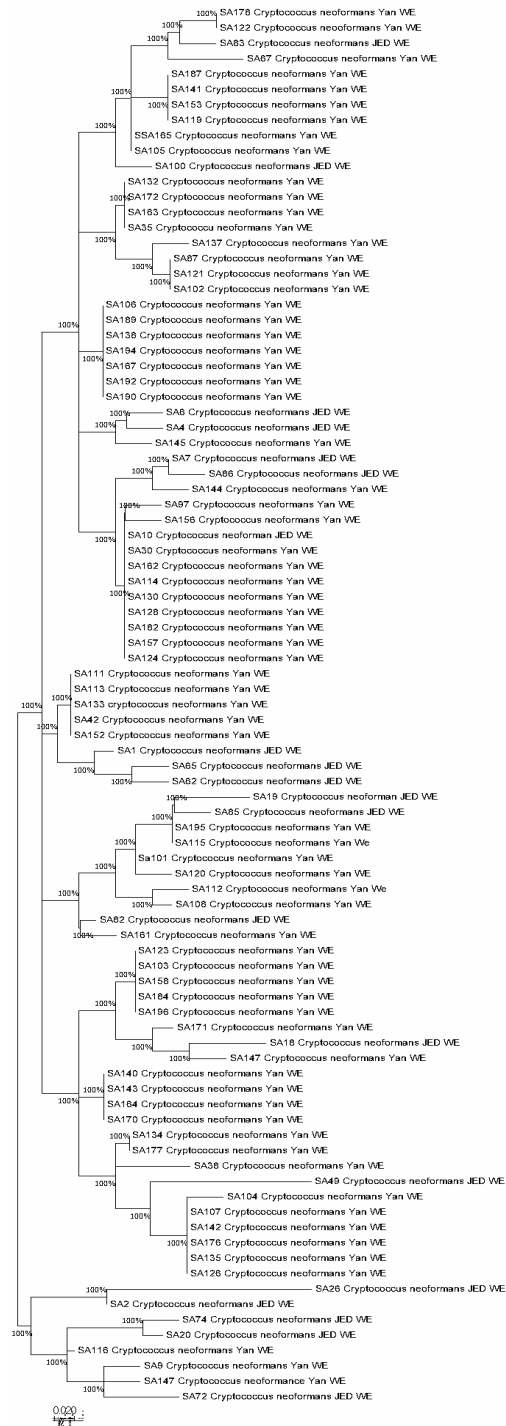 SA178 Cryptococcus neoformans Yan WE
SA122 Cryptococcus neoformans Yan WE
SA83 Cryptococcus neoformans JED WE
SA67 Cryptococcus neoformans Yan WE
SA187 Cryptococcus neoformans Yan WE
SA141 Cryptococcus neoformans Yan WE
SA153 Cryptococcus neoformans Yan WE
SA119 Cryptococcus neoformans Yan WE
SSA165 Cryptococcus neoformans Yan WE
SA105 Cryptococcus neoformans Yan WE
SA100 Cryptococcus neoformans JED WE
SA132 Cryptococcus neoformans Yan WE
SA172 Cryptococcus neoformans Yan WE
SA163 Cryptococcus neoformans Yan WE
SA35 Cryptococcu neoformans Yan WE
SA137 Cryptococcus neoformans Yan WE
SA87 Cryptococcus neoformans Yan WE
SA121 Cryptococcus neoformans Yan WE
SA102 Cryptococcus neoformans Yan WE
SA106 Cryptococcus neoformans Yan WE
SA189 Cryptococcus neoformans Yan WE
SA138 Cryptococcus neoformans Yan WE
SA194 Cryptococcus neoformans Yan WE
SA167 Cryptococcus neoformans Yan WE
SA192 Cryptococcus neoformans Yan WE
SA190 Cryptococcus neoformans Yan WE
SA6 Cryptococcus neoformans JED WE
SA4 Cryptococcus neoformans JED WE
SA145 Cryptococcus neoformans Yan WE
SA7 Cryptococcus neoformans JED WE
SA86 Cryptococcus neoformans JED WE
SA144 Cryptococcus neoformans Yan WE
SA97 Cryptococcus neoformans Yan WE
SA156 Cryptococcus neoformans Yan WE
SA10 Cryptococcus neoforman JED WE
SA30 Cryptococcus neoformans Yan WE
SA162 Cryptococcus neoformans Yan WE
SA114 Cryptococcus neoformans Yan WE
SA130 Cryptococcus neoformans Yan WE
SA128 Cryptococcus neoformans Yan WE
SA182 Cryptococcus neoformans Yan WE
SA157 Cryptococcus neoformans Yan WE
SA124 Cryptococcus neoformans Yan WE
SA111 Cryptococcus neoformans Yan WE
SA113 Cryptococcus neoformans Yan WE
SA133 cryptococcus neoformans Yan WE
SA42 Cryptococcus neoformans Yan WE
SA152 Cryptococcus neoformans Yan WE
SA1 Cryptococcus neoformans JED WE
SA65 Cryptococcus neoformans JED WE
SA62 Cryptococcus neoformans JED WE
SA19 Cryptococcus neoforman JED WE
SA85 Cryptococcus neoformans JED WE
SA195 Cryptococcus neoformans Yan WE
SA115 Cryptococcus neoformans Yan We
Sa101 Cryptococcus neoformans Yan WE
SA120 Cryptococcus neoformans Yan WE
SA112 Cryptococcus neoformans Yan We
SA108 Cryptococcus neoformans Yan WE
SA82 Cryptococcus neoformans JED WE
SA161 Cryptococcus neoformans Yan WE
SA123 Cryptococcus neoformans Yan WE
SA103 Cryptococcus neoformans Yan WE
SA158 Cryptococcus neoformans Yan WE
SA184 Cryptococcus neoformans Yan WE
SA196 Cryptococcus neoformans Yan WE
SA171 Cryptococcus neoformans Yan WE
SA18 Cryptococcus neoformans JED WE
SA147 Cryptococcus neoformans Yan WE
SA140 Cryptococcus neoformans Yan WE
SA143 Cryptococcus neoformans Yan WE
SA164 Cryptococcus neoformans Yan WE
SA170 Cryptococcus neoformans Yan WE
SA134 Cryptococcus neoformans Yan WE
SA177 Cryptococcus neoformans Yan WE
SA38 Cryptococcus neoformans Yan WE
SA49 Cryptococcus neoformans JED WE
SA104 Cryptococcus neoformans Yan WE
SA107 Cryptococcus neoformans Yan WE
SA142 Cryptococcus neoformans Yan WE
SA176 Cryptococcus neoformans Yan WE
SA135 Cryptococcus neoformans Yan WE
SA126 Cryptococcus neoformans Yan WE
SA26 Cryptococcus neoformans JED WE
SA2 Cryptococcus neoformans JED WE
SA74 Cryptococcus neoformans JED WE
SA20 Cryptococcus neoformans JED WE
SA116 Cryptococcus neoformans Yan WE
SA9 Cryptococcus neoformans Yan WE
SA147 Cryptococcus neoformance Yan WE
SA72 Cryptococcus neoformans JED WE
0.020